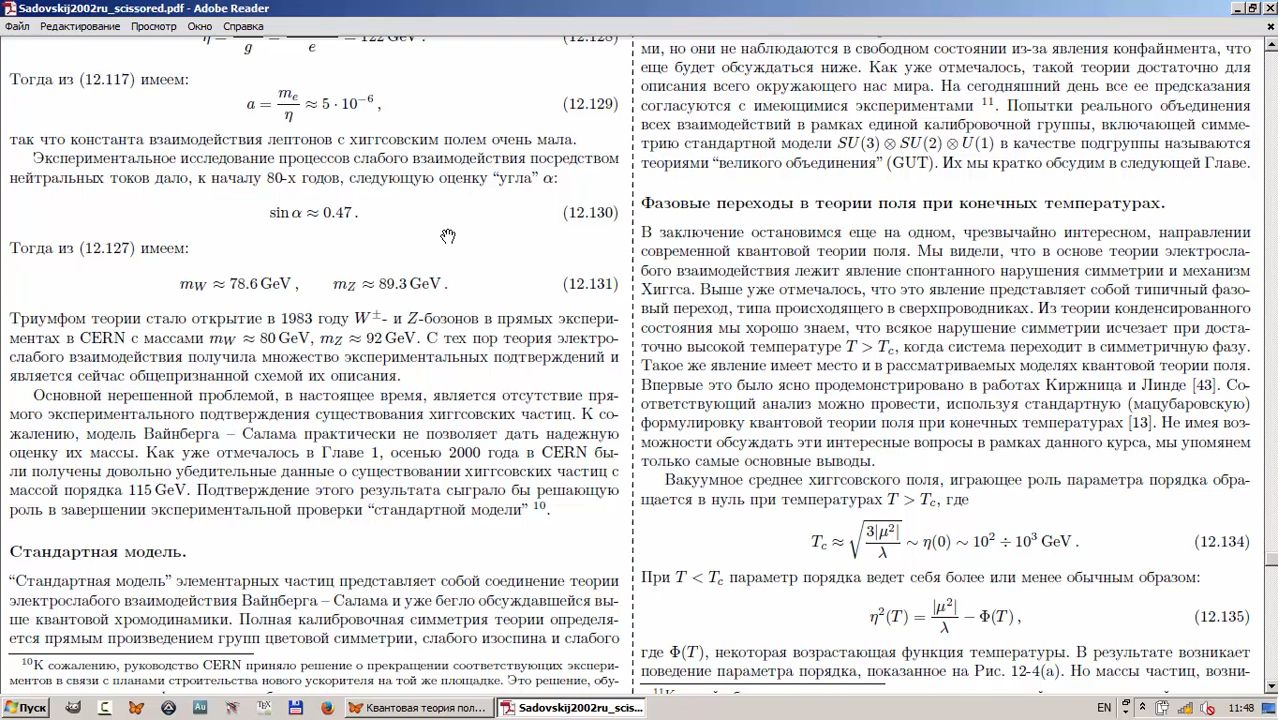 Sadovskij2002ru_scissored.pdf - Adobe Reader
Файл Редактирование Просмотр Окно Справка
g e = 122 GeV . (12.128)
Тогда из (12.117) имеем:
a = mₑ / η ≈ 5 · 10⁻⁶ , (12.129)
так что константа взаимодействия лептонов с хиггсовским полем очень мала.
Экспериментальное исследование процессов слабого взаимодействия посредством
нейтральных токов дало, к началу 80-х годов, следующую оценку “угла” α:
sin α ≈ 0.47 . (12.130)
Тогда из (12.127) имеем:
m_W ≈ 78.6 GeV , m_Z ≈ 89.3 GeV . (12.131)
Триумфом теории стало открытие в 1983 году W±- и Z-бозонов в прямых экспери-
ментах в CERN с массами m_W ≈ 80 GeV, m_Z ≈ 92 GeV. С тех пор теория электро-
слабого взаимодействия получила множество экспериментальных подтверждений и
является сейчас общепризнанной схемой их описания.
Основной нерешенной проблемой, в настоящее время, является отсутствие пря-
мого экспериментального подтверждения существования хиггсовских частиц. К со-
жалению, модель Вайнберга – Салама практически не позволяет дать надежную
оценку их массы. Как уже отмечалось в Главе 1, осенью 2000 года в CERN бы-
ли получены довольно убедительные данные о существовании хиггсовских частиц с
массой порядка 115 GeV. Подтверждение этого результата сыграло бы решающую
роль в завершении экспериментальной проверки “стандартной модели” ¹⁰.
Стандартная модель.
“Стандартная модель” элементарных частиц представляет собой соединение теории
электрослабого взаимодействия Вайнберга – Салама и уже бегло обсуждавшейся вы-
ше квантовой хромодинамики. Полная калибровочная симметрия теории определя-
ется прямым произведением групп цветовой симметрии, слабого изоспина и слабого
¹⁰К сожалению, руководство CERN приняло решение о прекращении соответствующих экспери-
ментов в связи с планами строительства нового ускорителя на той же площадке. Это решение, обу-
ми, но они не наблюдаются в свободном состоянии из-за явления конфайнмента, что
еще будет обсуждаться ниже. Как уже отмечалось, такой теории достаточно для
описания всего окружающего нас мира. На сегодняшний день все ее предсказания
согласуются с имеющимися экспериментами ¹¹. Попытки реального объединения
всех взаимодействий в рамках единой калибровочной группы, включающей симме-
трию стандартной модели SU(3) ⊗ SU(2) ⊗ U(1) в качестве подгруппы называются
теориями “великого объединения” (GUT). Их мы кратко обсудим в следующей Главе.
Фазовые переходы в теории поля при конечных температурах.
В заключение остановимся еще на одном, чрезвычайно интересном, направлении
современной квантовой теории поля. Мы видели, что в основе теории электросла-
бого взаимодействия лежит явление спонтанного нарушения симметрии и механизм
Хиггса. Выше уже отмечалось, что это явление представляет собой типичный фазо-
вый переход, типа происходящего в сверхпроводниках. Из теории конденсированного
состояния мы хорошо знаем, что всякое нарушение симметрии исчезает при доста-
точно высокой температуре T > T_c, когда система переходит в симметричную фазу.
Такое же явление имеет место и в рассматриваемых моделях квантовой теории поля.
Впервые это было ясно продемонстрировано в работах Киржница и Линде [43]. Со-
ответствующий анализ можно провести, используя стандартную (мацубаровскую)
формулировку квантовой теории поля при конечных температурах [13]. Не имея воз-
можности обсуждать эти интересные вопросы в рамках данного курса, мы упомянем
только самые основные выводы.
Вакуумное среднее хиггсовского поля, играющее роль параметра порядка обра-
щается в нуль при температурах T > T_c, где
T_c ≈ √(3|μ²| / λ) ∼ η(0) ∼ 10² ÷ 10³ GeV . (12.134)
При T < T_c параметр порядка ведет себя более или менее обычным образом:
η²(T) = |μ²| / λ − Φ(T) , (12.135)
где Φ(T), некоторая возрастающая функция температуры. В результате возникает
поведение параметра порядка, показанное на Рис. 12-4(a). Но массы частиц, возни-
Пуск Квантовая теория пол... Sadovskij2002ru_scis... EN 11:48